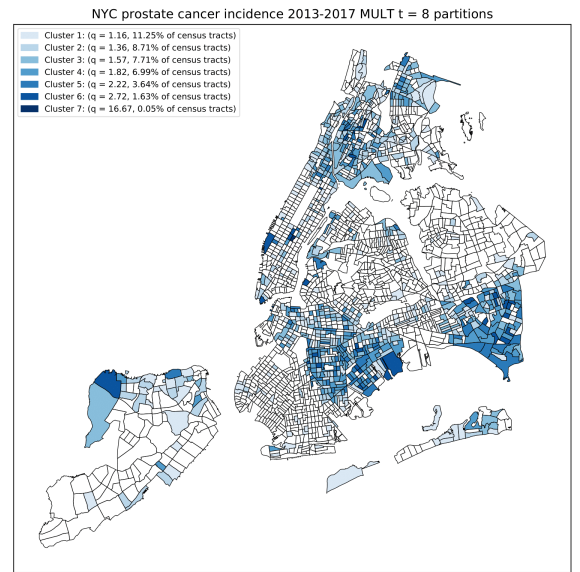 NYC prostate cancer incidence 2013-2017 MULT t = 8 partitions
Cluster 1: (q = 1.16, 11.25% of census tracts)
Cluster 2: (q = 1.36, 8.71% of census tracts)
Cluster 3: (q = 1.57, 7.71% of census tracts)
Cluster 4: (q = 1.82, 6.99% of census tracts)
Cluster 5: (q = 2.22, 3.64% of census tracts)
Cluster 6: (q = 2.72, 1.63% of census tracts)
Cluster 7: (q = 16.67, 0.05% of census tracts)